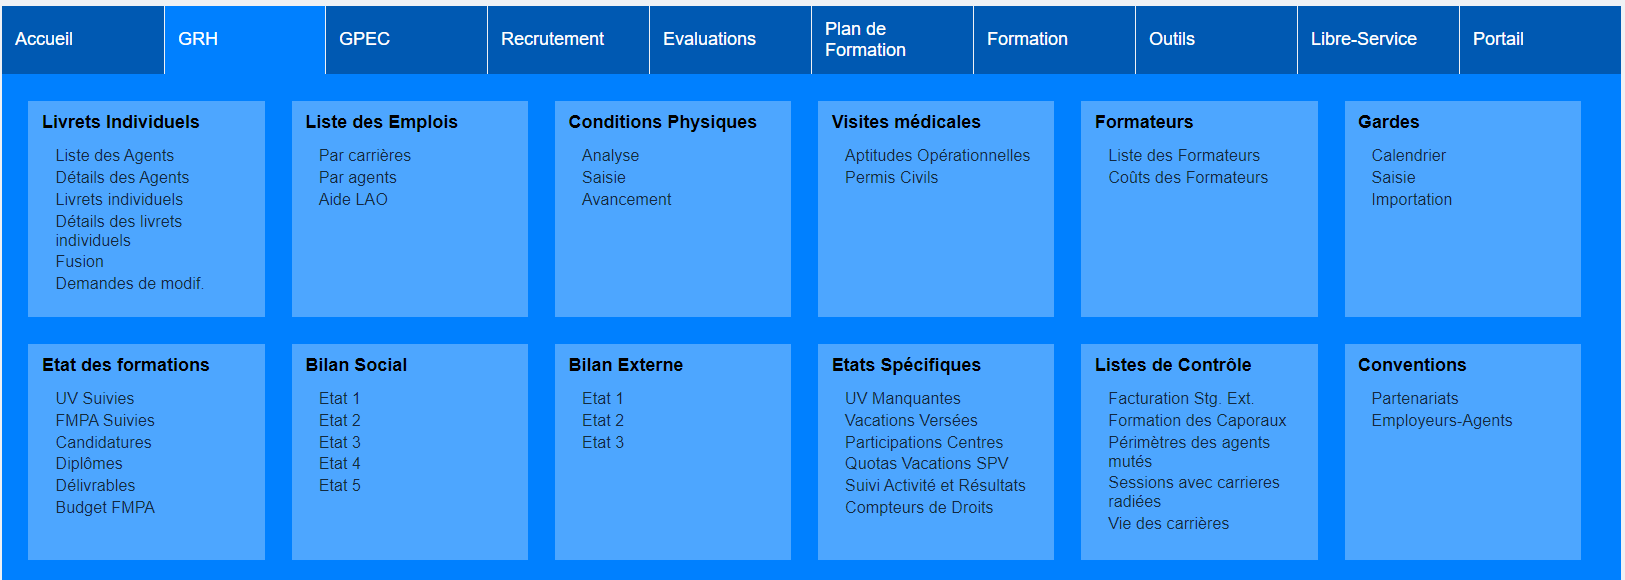 Accueil
GRH
GPEC
Recrutement
Evaluations
Plan de
Formation
Formation
Outils
Libre-Service
Portail
Livrets Individuels
Liste des Agents
Détails des Agents
Livrets individuels
Détails des livrets
individuels
Fusion
Demandes de modif.
Liste des Emplois
Par carrières
Par agents
Aide LAO
Conditions Physiques
Analyse
Saisie
Avancement
Visites médicales
Aptitudes Opérationnelles
Permis Civils
Formateurs
Liste des Formateurs
Coûts des Formateurs
Gardes
Calendrier
Saisie
Importation
Etat des formations
UV Suivies
FMPA Suivies
Candidatures
Diplômes
Délivrables
Budget FMPA
Bilan Social
Etat 1
Etat 2
Etat 3
Etat 4
Etat 5
Bilan Externe
Etat 1
Etat 2
Etat 3
Etats Spécifiques
UV Manquantes
Vacations Versées
Participations Centres
Quotas Vacations SPV
Suivi Activité et Résultats
Compteurs de Droits
Listes de Contrôle
Facturation Stg. Ext.
Formation des Caporaux
Périmètres des agents
mutés
Sessions avec carrieres
radiées
Vie des carrières
Conventions
Partenariats
Employeurs-Agents